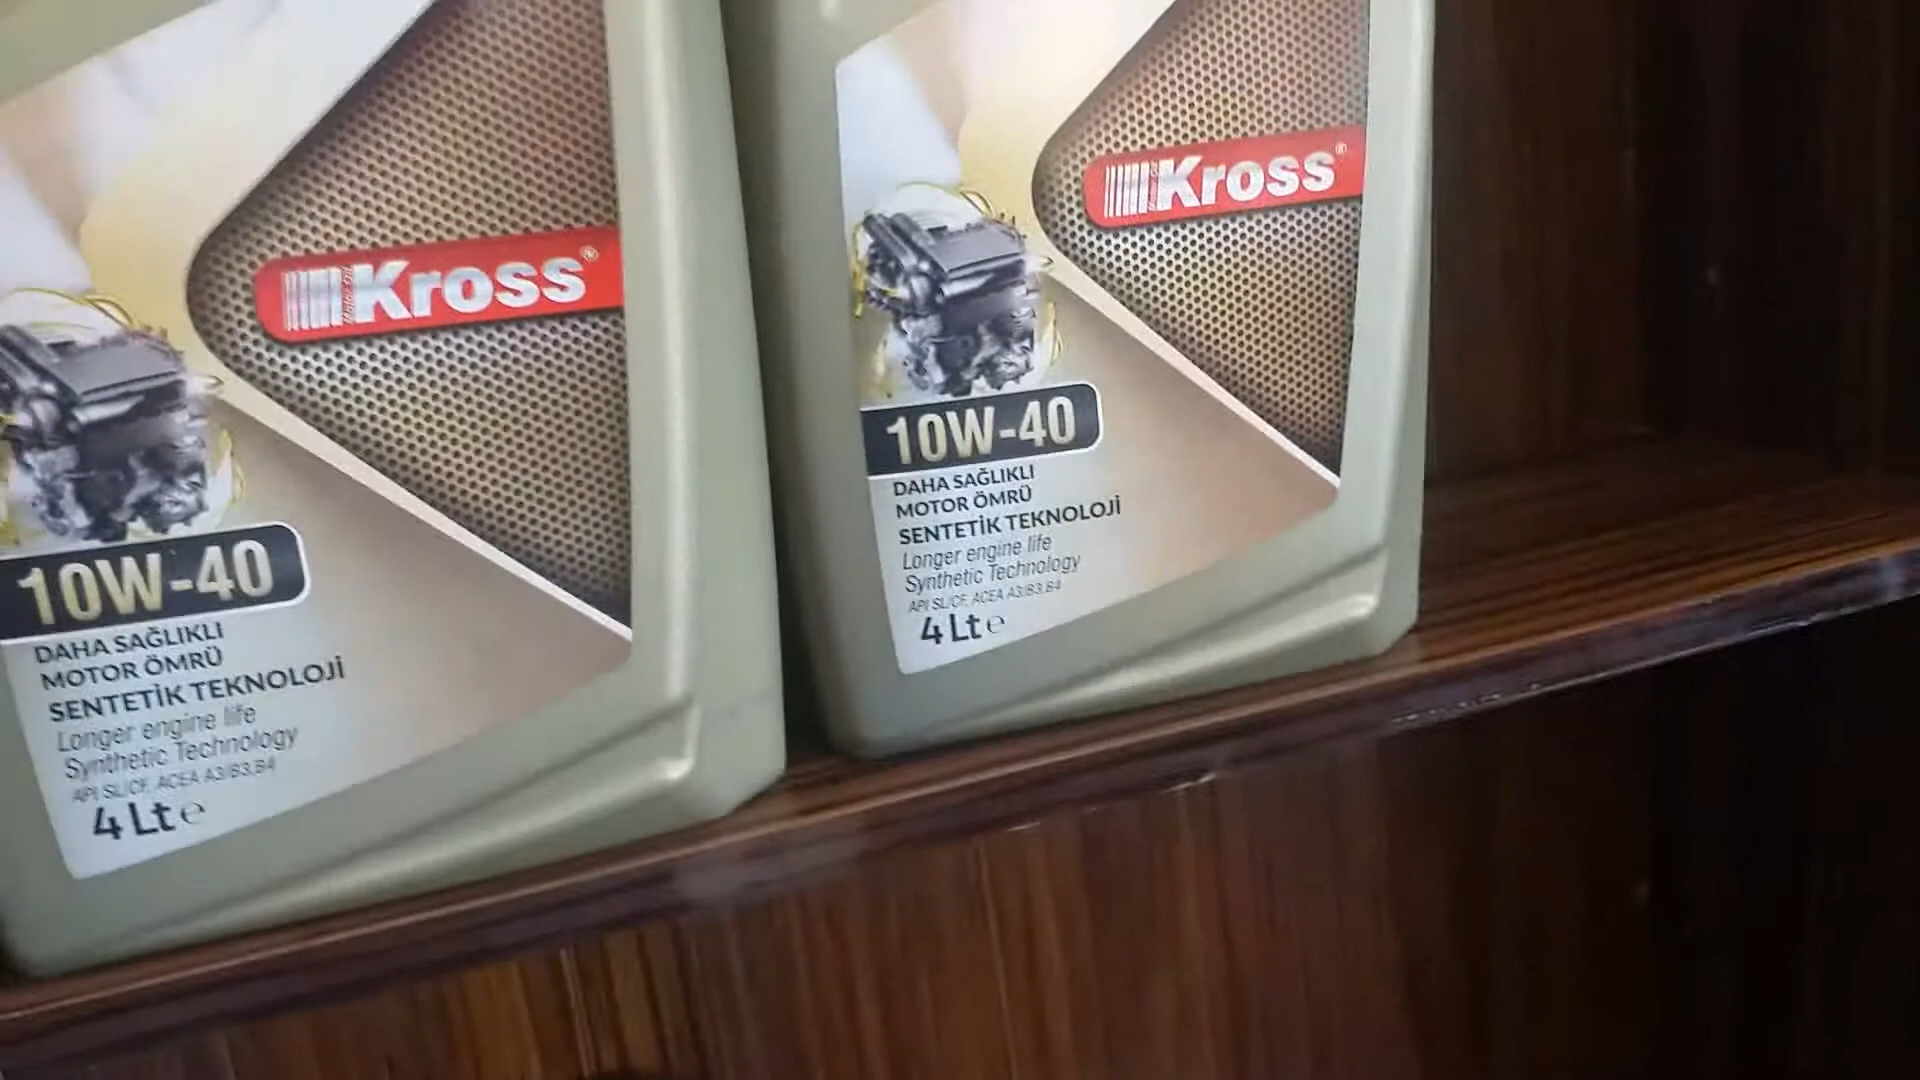 Kross®
10W-40
DAHA SAĞLIKLI
MOTOR ÖMRÜ
SENTETİK TEKNOLOJİ
Longer engine life
Synthetic Technology
API SL/CF, ACEA A3/B3,B4
4 Lt e
Kross®
10W-40
DAHA SAĞLIKLI
MOTOR ÖMRÜ
SENTETİK TEKNOLOJİ
Longer engine life
Synthetic Technology
API SL/CF, ACEA A3/B3,B4
4 Lt e